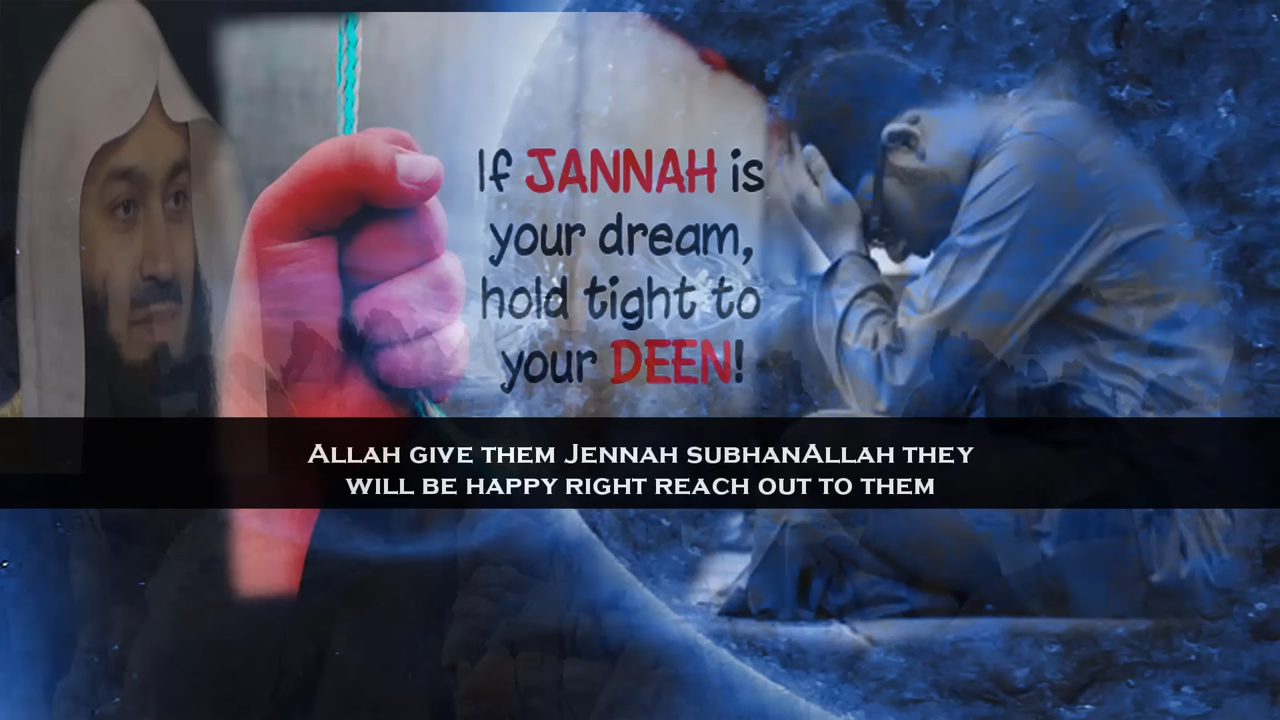 If JANNAH is
your dream,
hold tight to
your DEEN!
Allah give them Jennah subhanAllah they
will be happy right reach out to them